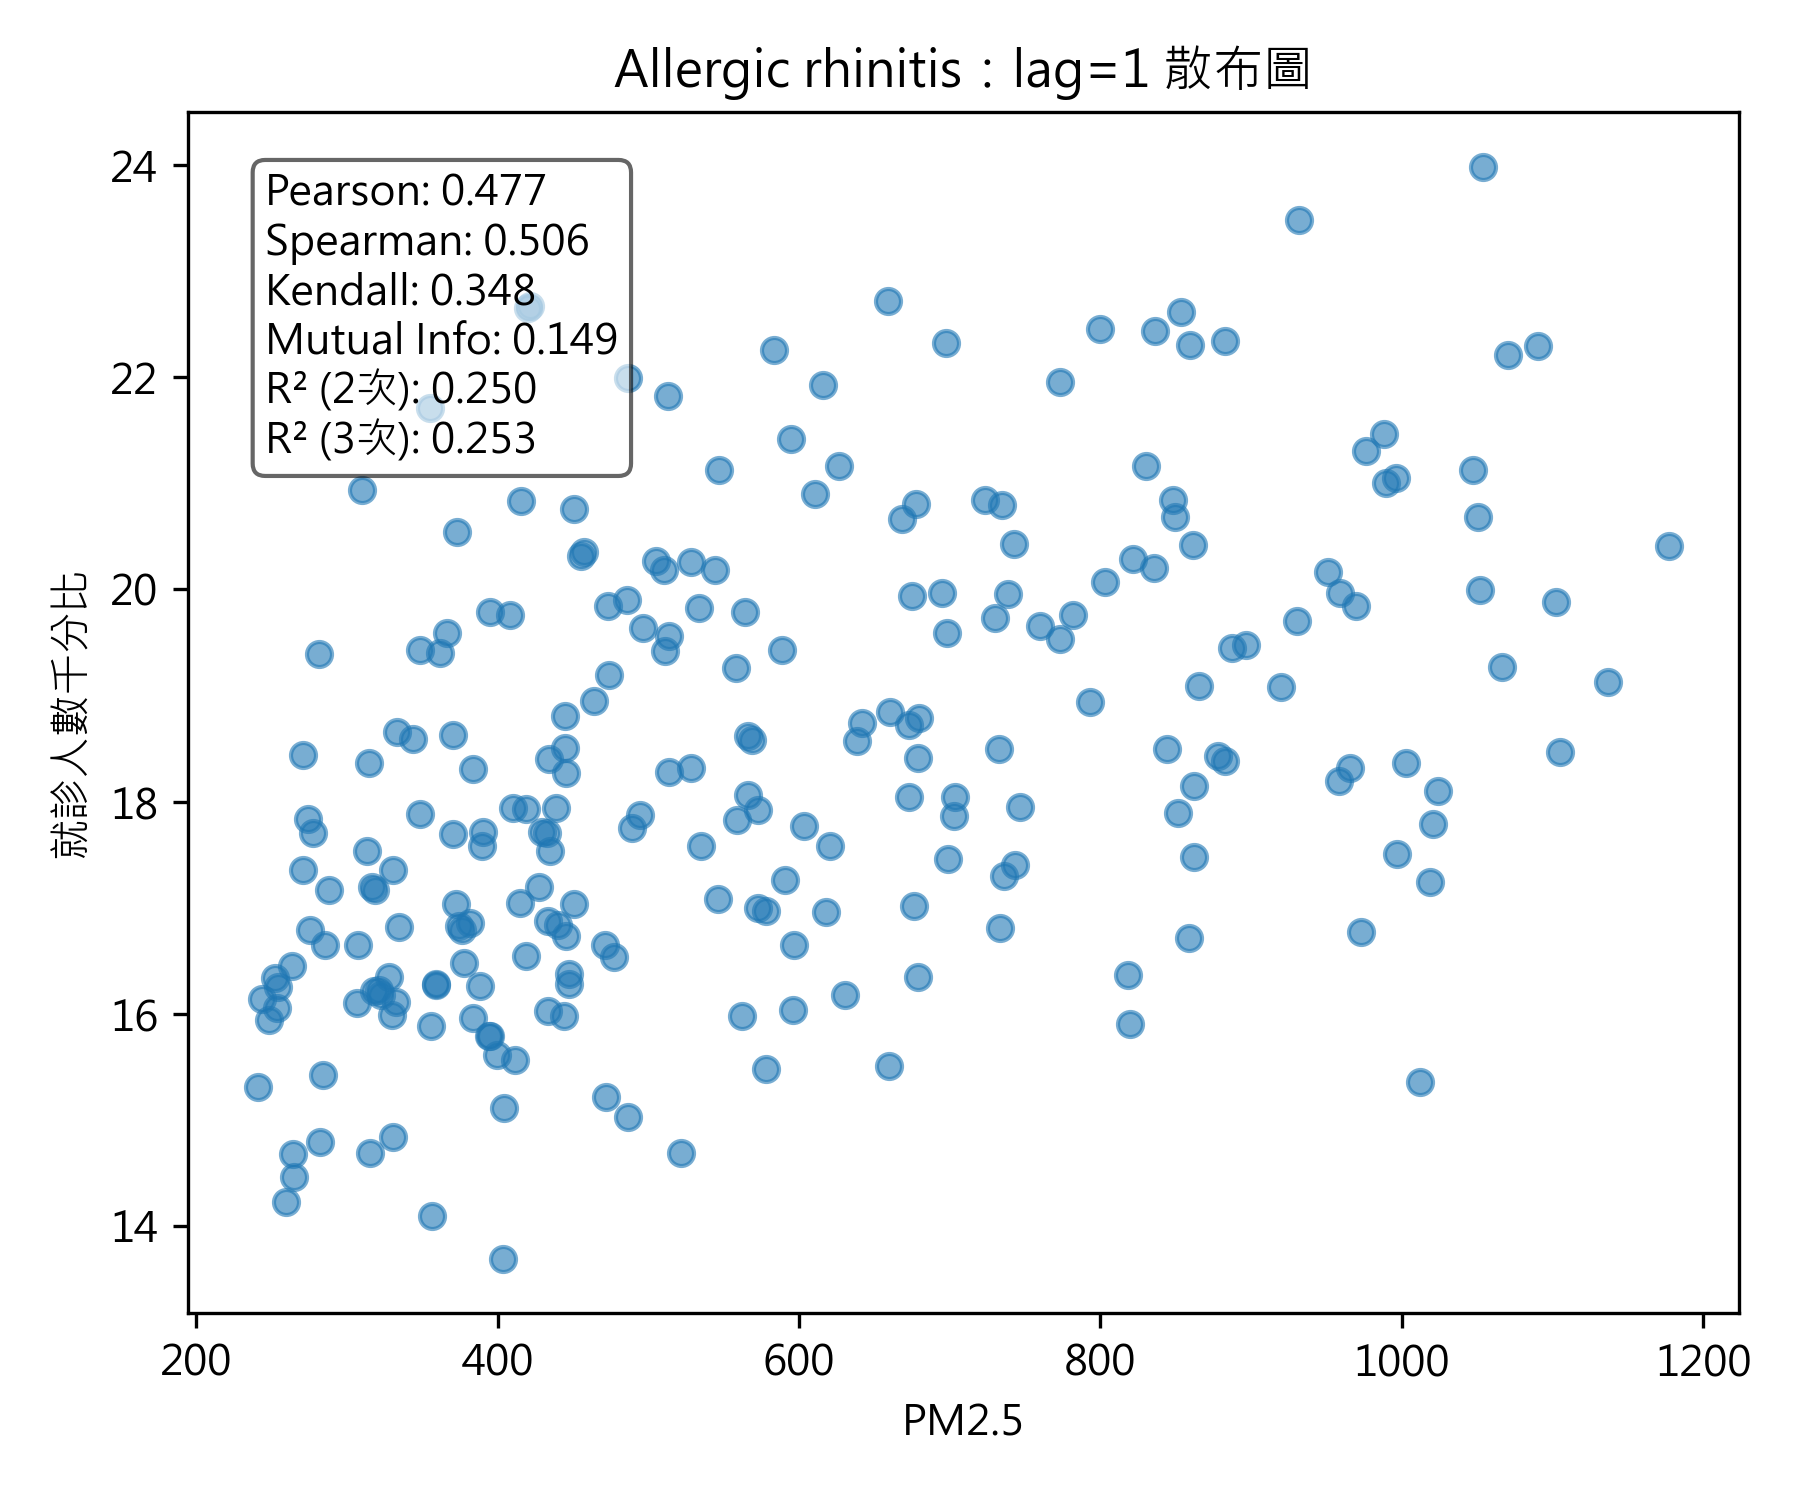 Allergic rhinitis：lag=1 散布圖
Pearson: 0.477
Spearman: 0.506
Kendall: 0.348
Mutual Info: 0.149
R² (2次): 0.250
R² (3次): 0.253
就診人數千分比
24
22
20
18
16
14
200 400 600 800 1000 1200
PM2.5